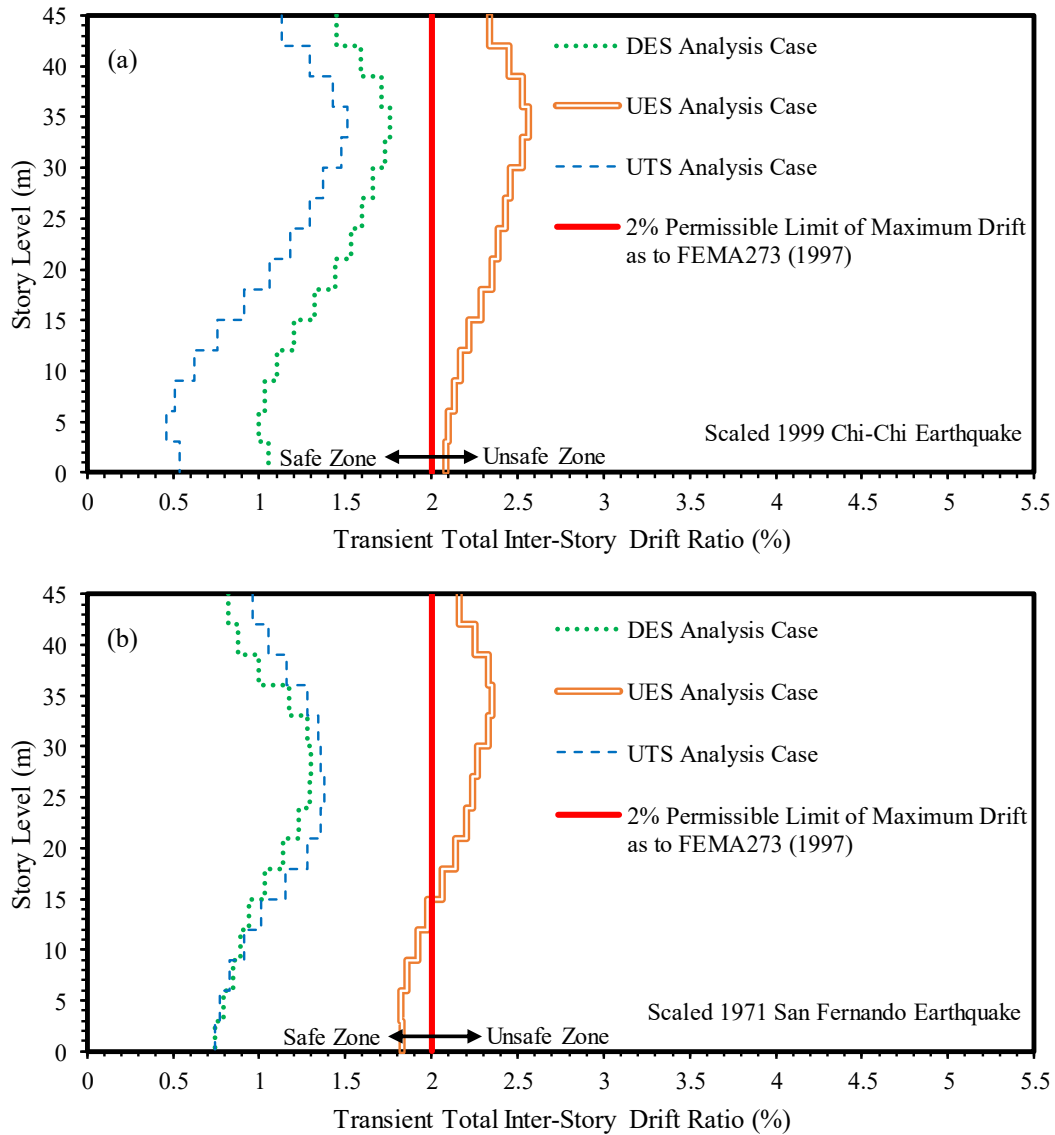 45
40
35
30
25
20
15
10
5
0
Story Level (m)
(a)
DES Analysis Case
UES Analysis Case
UTS Analysis Case
2% Permissible Limit of Maximum Drift
as to FEMA273 (1997)
Scaled 1999 Chi-Chi Earthquake
Safe Zone
Unsafe Zone
0 0.5 1 1.5 2 2.5 3 3.5 4 4.5 5 5.5
Transient Total Inter-Story Drift Ratio (%)
45
40
35
30
25
20
15
10
5
0
Story Level (m)
(b)
DES Analysis Case
UES Analysis Case
UTS Analysis Case
2% Permissible Limit of Maximum Drift
as to FEMA273 (1997)
Scaled 1971 San Fernando Earthquake
Safe Zone
Unsafe Zone
0 0.5 1 1.5 2 2.5 3 3.5 4 4.5 5 5.5
Transient Total Inter-Story Drift Ratio (%)